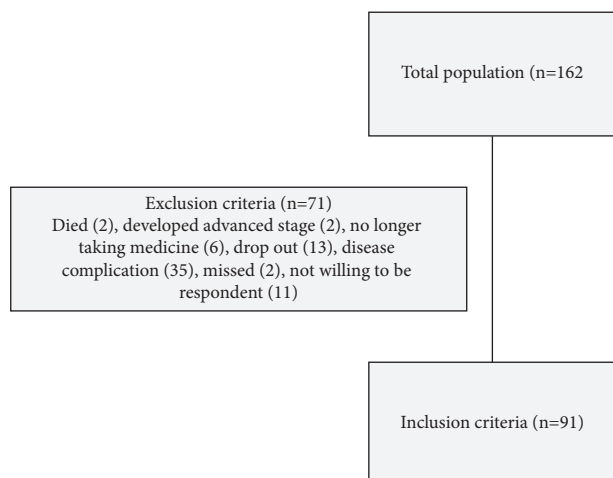 Total population (n=162
Exclusion criteria (n=71)
Died (2), developed advanced stage (2), no longer
taking medicine (6), drop out (13), disease
complication (35), missed (2), not willing to be
respondent (11)
Inclusion criteria (n=91)